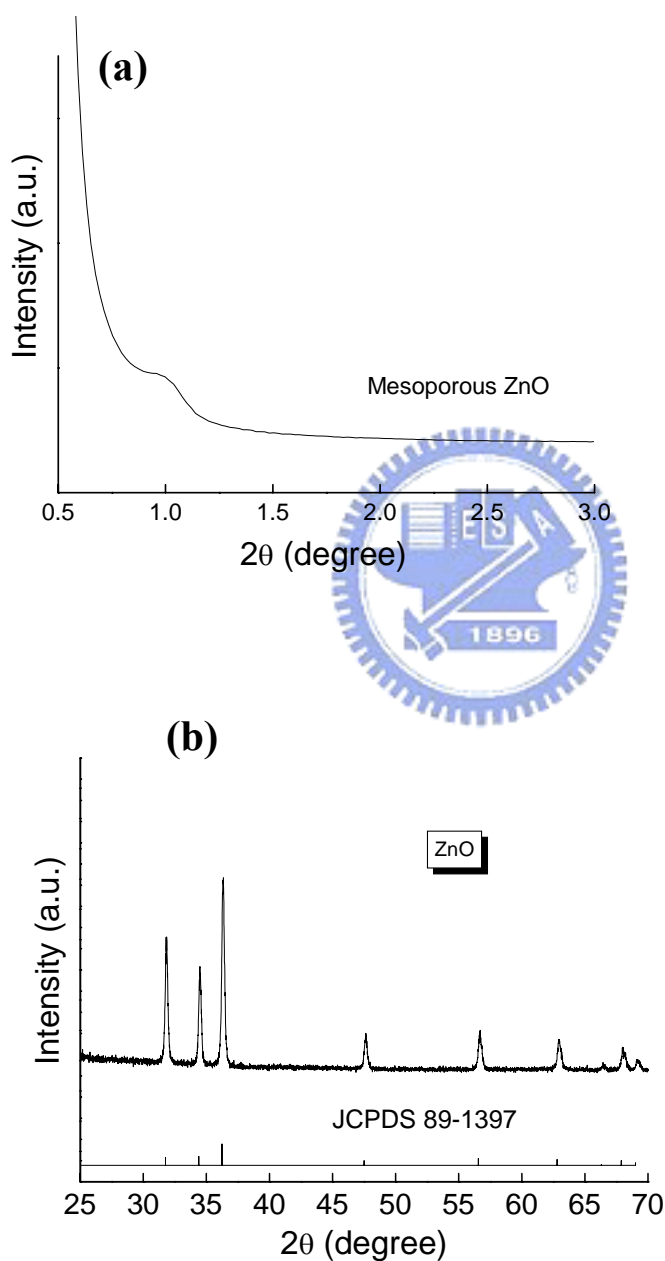 (a)
Intensity (a.u.)
Mesoporous ZnO
0.5 1.0 1.5 2.0 2.5 3.0
2θ (degree)
E S A
1896
(b)
ZnO
Intensity (a.u.)
JCPDS 89-1397
25 30 35 40 45 50 55 60 65 70
2θ (degree)